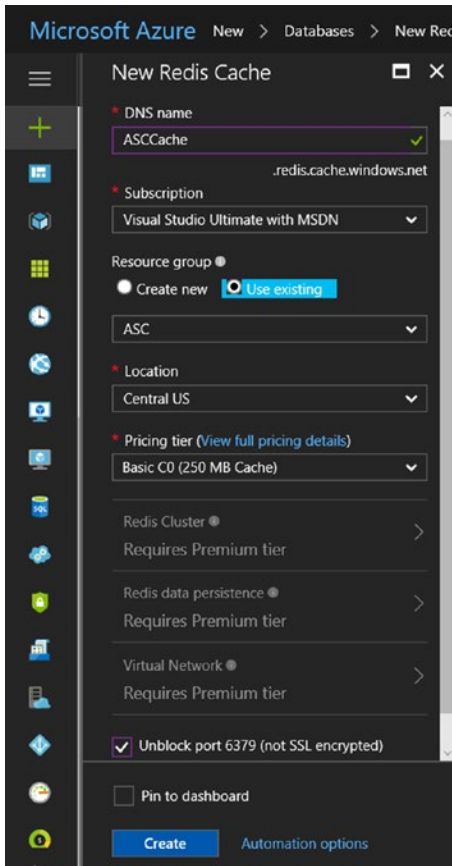 Microsoft Azure New > Databases > New Red
New Redis Cache
* DNS name
ASCCache
.redis.cache.windows.net
* Subscription
Visual Studio Ultimate with MSDN
Resource group
Create new Use existing
ASC
* Location
Central US
* Pricing tier (View full pricing details)
Basic C0 (250 MB Cache)
Redis Cluster
Requires Premium tier
Redis data persistence
Requires Premium tier
Virtual Network
Requires Premium tier
Unblock port 6379 (not SSL encrypted)
Pin to dashboard
Create Automation options